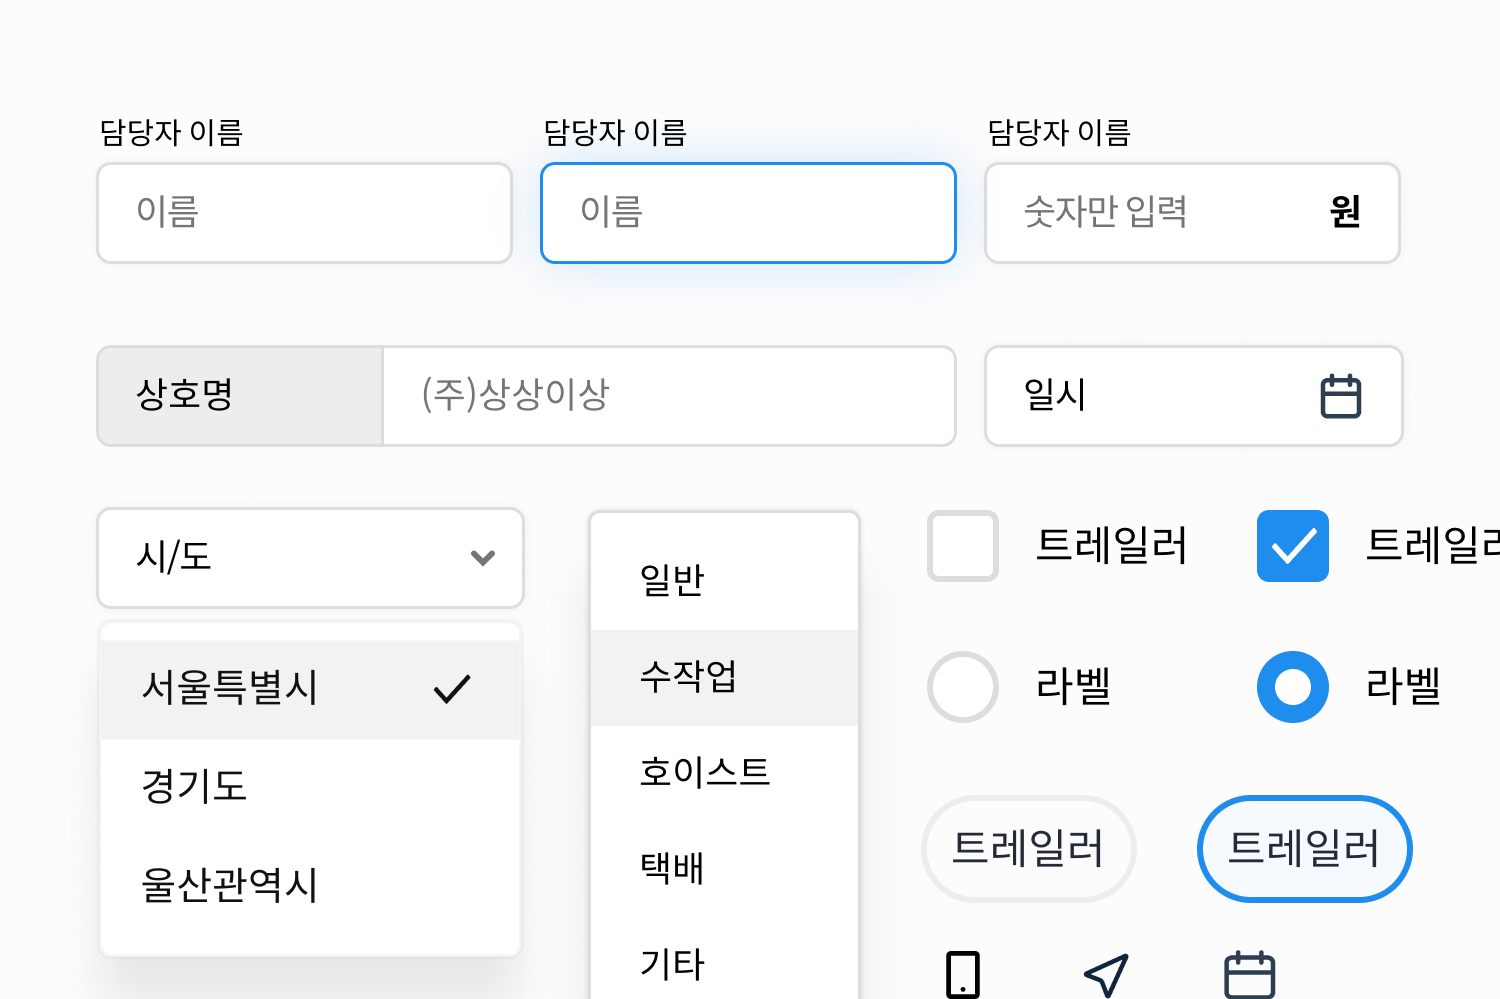 담당자 이름
담당자 이름
담당자 이름
이름
이름
숫자만 입력 원
상호명
(주)상상이상
일시
시/도
서울특별시
경기도
울산관역시
일반
수작업
호이스트
택배
기타
트레일러
트레일러
라벨
라벨
트레일러
트레일러